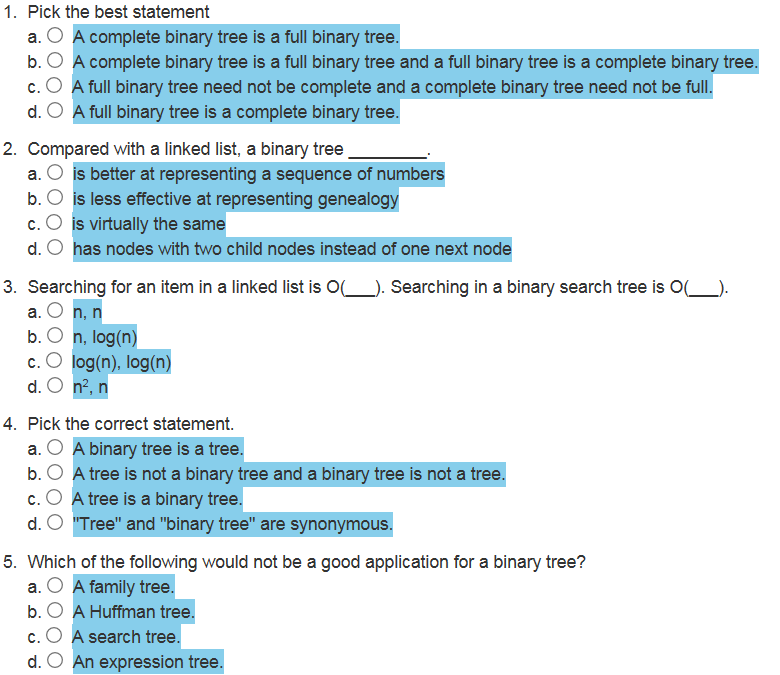 1. Pick the best statement
a. A complete binary tree is a full binary tree.
b. A complete binary tree is a full binary tree and a full binary tree is a complete binary tree.
c. A full binary tree need not be complete and a complete binary tree need not be full.
d. A full binary tree is a complete binary tree.
2. Compared with a linked list, a binary tree ________.
a. is better at representing a sequence of numbers
b. is less effective at representing genealogy
c. is virtually the same
d. has nodes with two child nodes instead of one next node
3. Searching for an item in a linked list is O(___). Searching in a binary search tree is O(___).
a. n, n
b. n, log(n)
c. log(n), log(n)
d. n², n
4. Pick the correct statement.
a. A binary tree is a tree.
b. A tree is not a binary tree and a binary tree is not a tree.
c. A tree is a binary tree.
d. "Tree" and "binary tree" are synonymous.
5. Which of the following would not be a good application for a binary tree?
a. A family tree.
b. A Huffman tree.
c. A search tree.
d. An expression tree.